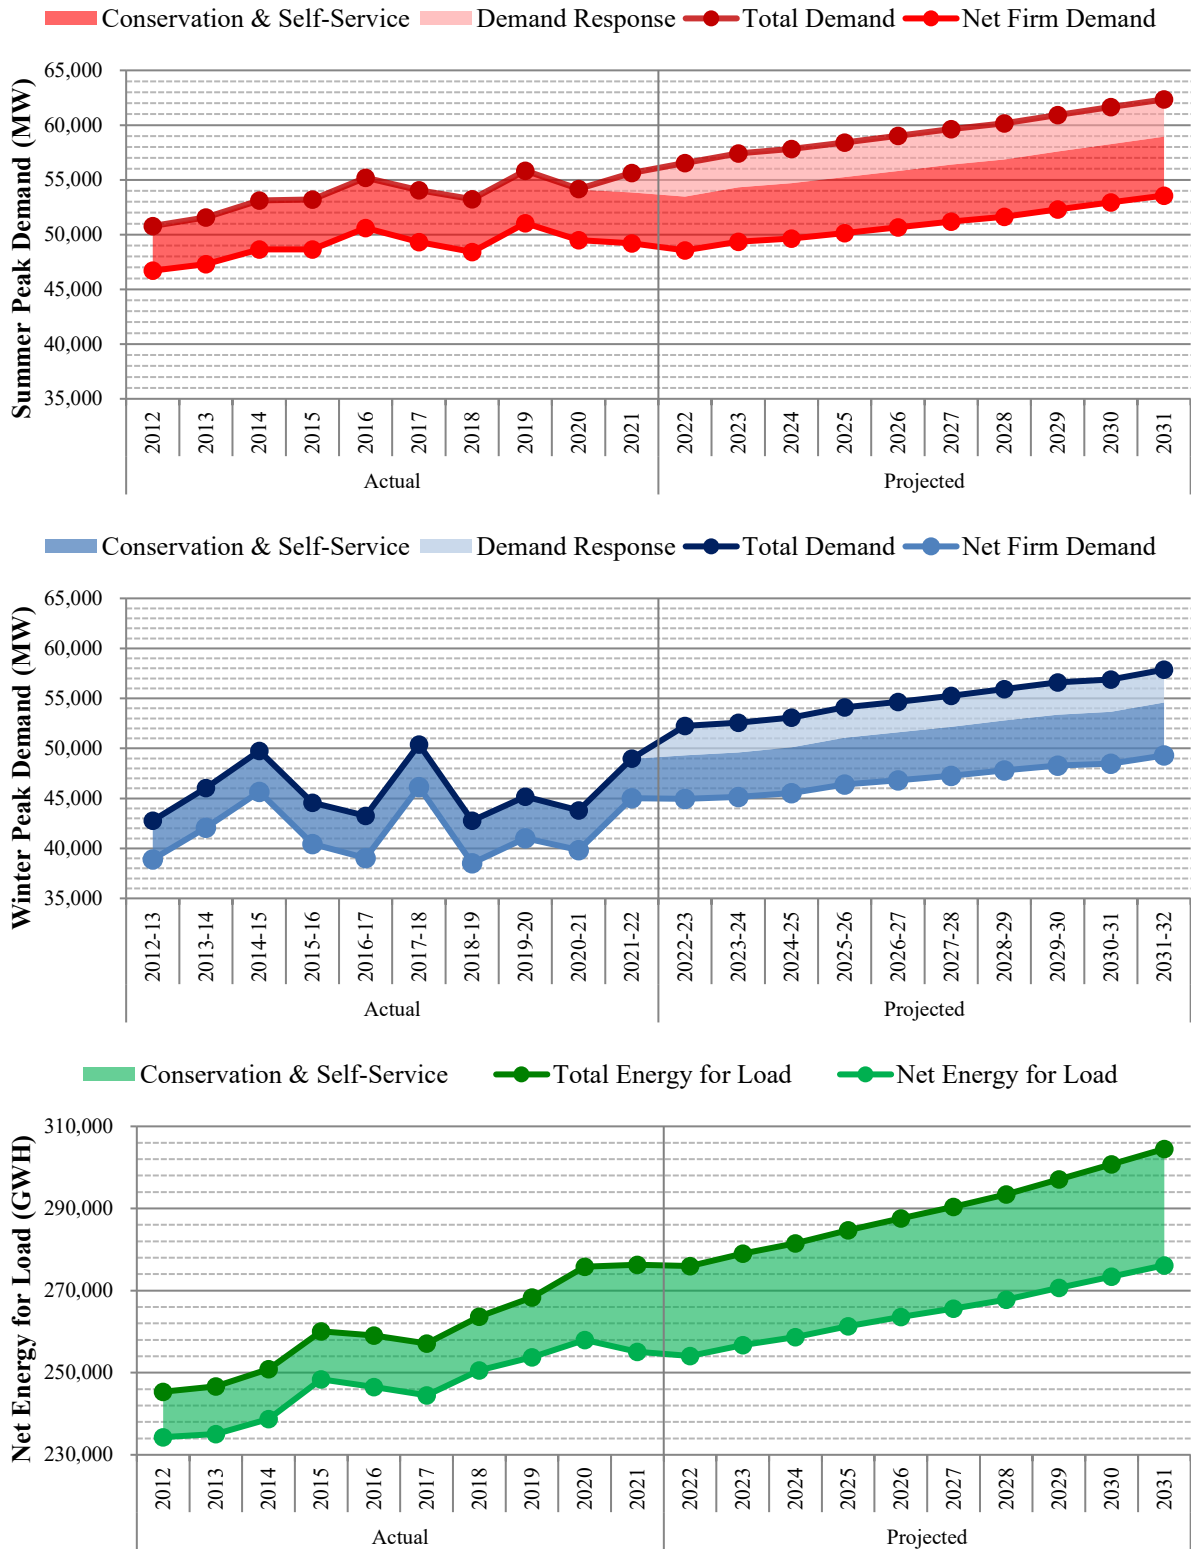 Conservation & Self-Service Demand Response Total Demand Net Firm Demand
Summer Peak Demand (MW)
65,000
60,000
55,000
50,000
45,000
40,000
35,000
2012 2013 2014 2015 2016 2017 2018 2019 2020 2021 2022 2023 2024 2025 2026 2027 2028 2029 2030 2031
Actual Projected
Conservation & Self-Service Demand Response Total Demand Net Firm Demand
Winter Peak Demand (MW)
65,000
60,000
55,000
50,000
45,000
40,000
35,000
2012-13 2013-14 2014-15 2015-16 2016-17 2017-18 2018-19 2019-20 2020-21 2021-22 2022-23 2023-24 2024-25 2025-26 2026-27 2027-28 2028-29 2029-30 2030-31 2031-32
Actual Projected
Conservation & Self-Service Total Energy for Load Net Energy for Load
Net Energy for Load (GWH)
310,000
290,000
270,000
250,000
230,000
2012 2013 2014 2015 2016 2017 2018 2019 2020 2021 2022 2023 2024 2025 2026 2027 2028 2029 2030 2031
Actual Projected